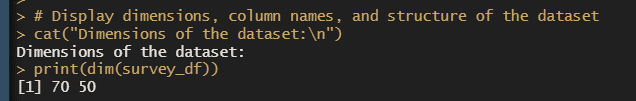 >
> # Display dimensions, column names, and structure of the dataset
> cat("Dimensions of the dataset:\n")
Dimensions of the dataset:
> print(dim(survey_df))
[1] 70 50